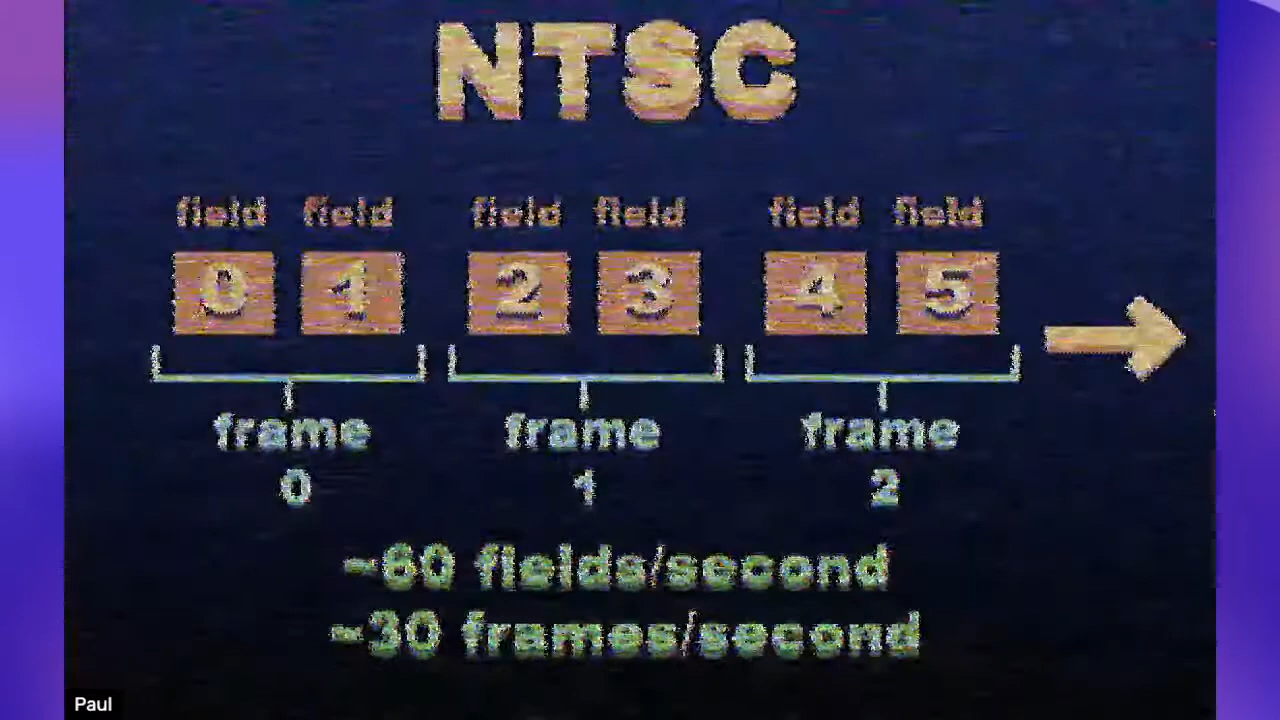 NTSC
field field field field field field
0 1 2 3 4 5
frame frame frame
0 1 2
~60 fields/second
~30 frames/second
Paul